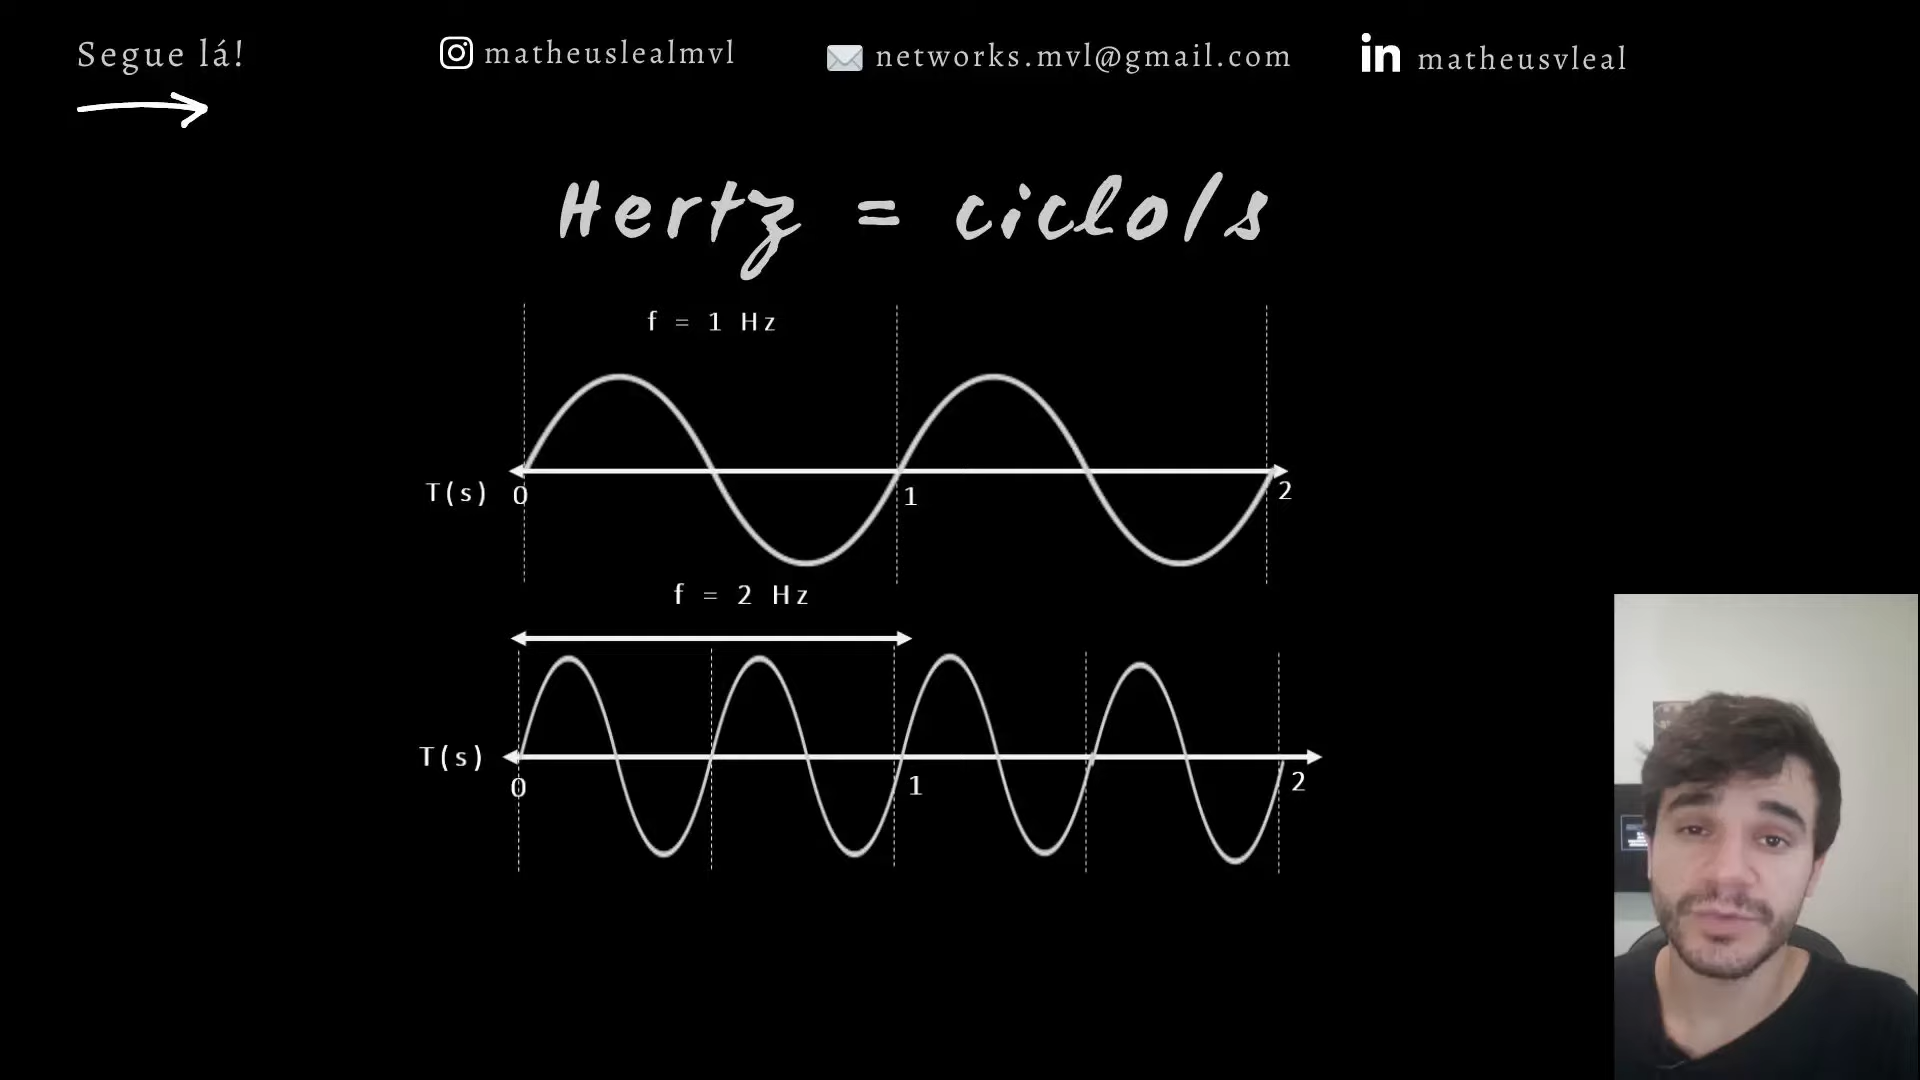 Segue lá!
matheuslealmvl
networks.mvl@gmail.com
in matheusvleal
Hertz = ciclo/s
f = 1 Hz
T(s) 0 1 2
f = 2 Hz
T(s) 0 1 2